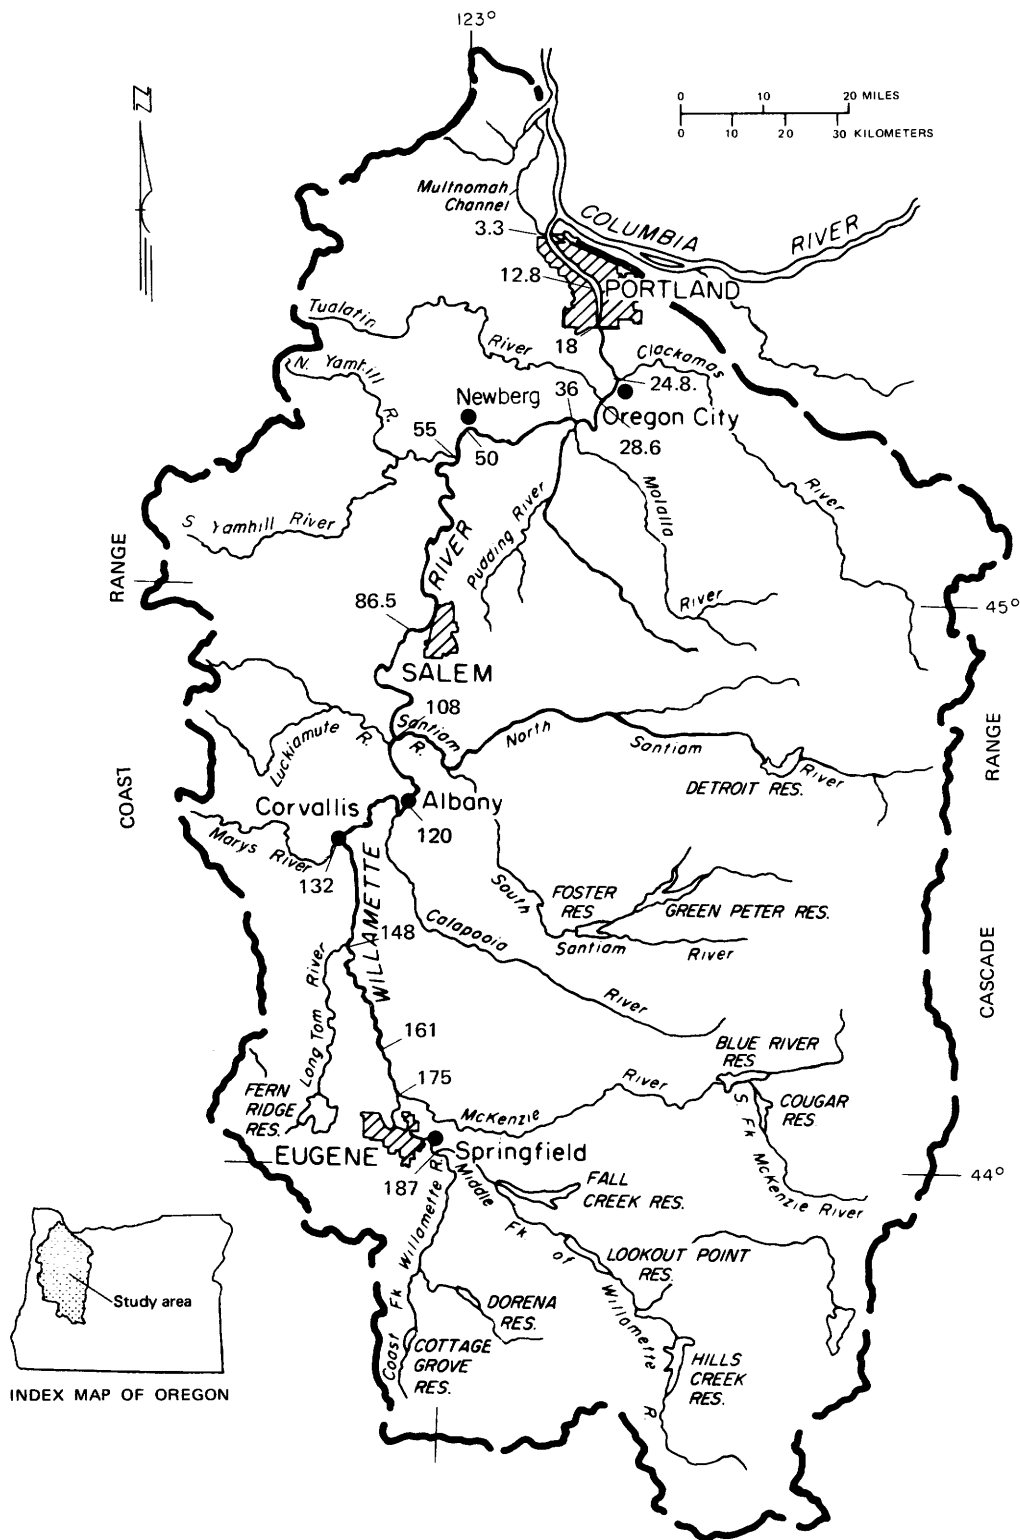 123°
0 10 20 MILES
0 10 20 30 KILOMETERS
Multnomah
Channel
3.3
COLUMBIA
RIVER
12.8
PORTLAND
Tualatin
River
18
Clackamas
River
N. Yamhill
R.
24.8.
36
Newberg
Oregon City
55
50
28.6
S Yamhill River
Pudding River
Molalla
River
RIVER
RANGE
45°
86.5
SALEM
108
Santiam
R.
North
Santiam
River
Luckiamute
R.
DETROIT RES.
RANGE
COAST
Corvallis
Albany
120
Marys River
132
WILLAMETTE
South
Santiam
River
FOSTER
RES
GREEN PETER RES.
Calapooia
River
148
Long Tom River
CASCADE
161
175
BLUE RIVER
RES
McKenzie
River
COUGAR
RES.
S. Fk McKenzie River
FERN
RIDGE
RES.
EUGENE
Springfield
187
44°
FALL
CREEK RES.
Middle Fk of Willamette R.
Coast Fk Willamette R.
LOOKOUT POINT
RES.
DORENA
RES.
COTTAGE
GROVE
RES.
HILLS
CREEK
RES.
Study area
INDEX MAP OF OREGON